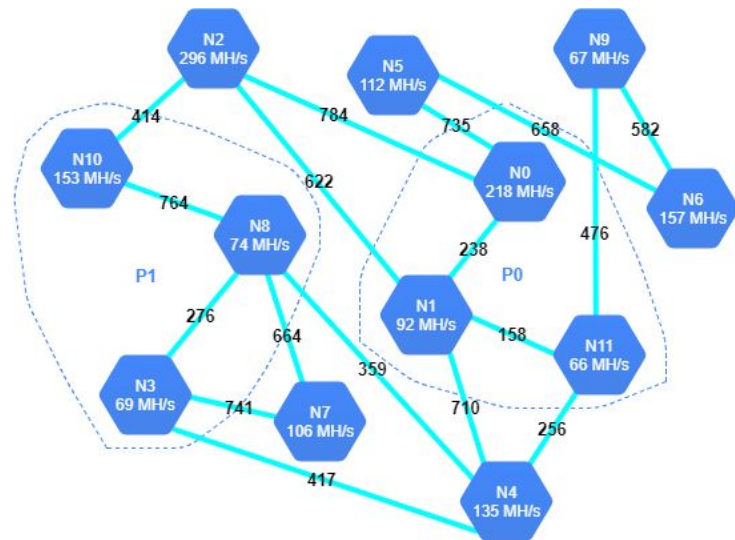 N2
296 MH/s
N5
112 MH/s
N9
67 MH/s
414
784
735
658
582
N10
153 MH/s
N0
218 MH/s
N6
157 MH/s
622
764
N8
74 MH/s
238
476
P1
P0
N1
92 MH/s
276
664
158
N11
66 MH/s
359
N3
69 MH/s
741
N7
106 MH/s
710
256
417
N4
135 MH/s